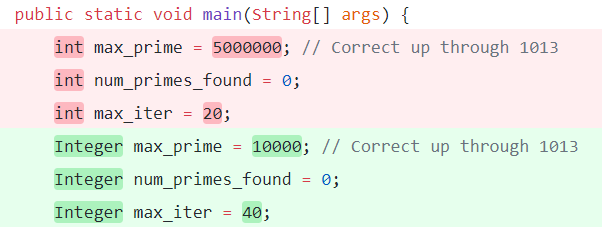 public static void main(String[] args) {
int max_prime = 5000000; // Correct up through 1013
int num_primes_found = 0;
int max_iter = 20;
Integer max_prime = 10000; // Correct up through 1013
Integer num_primes_found = 0;
Integer max_iter = 40;